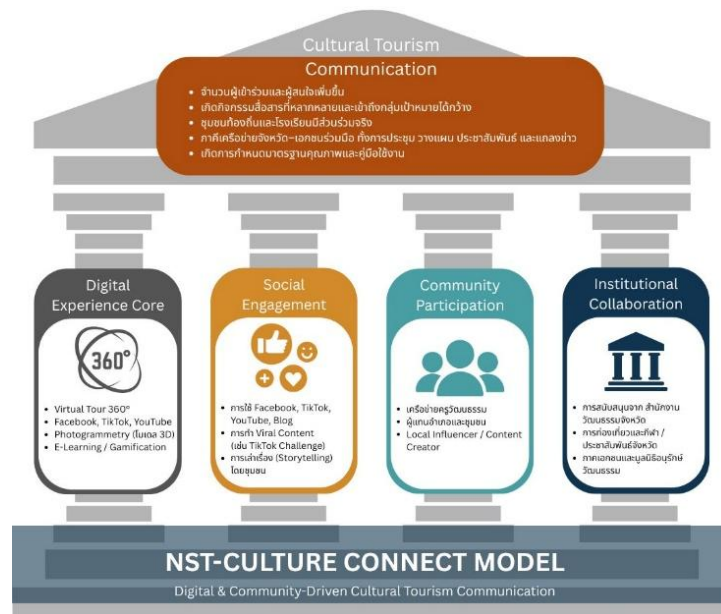 Cultural Tourism
Communication
• จำนวนผู้เข้าร่วมและผู้สนใจเพิ่มขึ้น
• เกิดกิจกรรมสื่อสารที่หลากหลายและเข้าถึงกลุ่มเป้าหมายได้กว้าง
• ชุมชนท้องถิ่นและโรงเรียนมีส่วนร่วมจริง
• ภาคีเครือข่ายจังหวัด–เอกชนร่วมมือ ทั้งการประชุม วางแผน ประชาสัมพันธ์ และแถลงข่าว
• เกิดการกำหนดมาตรฐานคุณภาพและคู่มือใช้งาน
Digital
Experience Core
360°
• Virtual Tour 360°
• Facebook, TikTok, YouTube
• Photogrammetry (โมเดล 3D)
• E-Learning / Gamification
Social
Engagement
• การใช้ Facebook, TikTok,
YouTube, Blog
• การทำ Viral Content
(เช่น TikTok Challenge)
• การเล่าเรื่อง (Storytelling)
โดยชุมชน
Community
Participation
• เครือข่ายครูวัฒนธรรม
• ผู้แทนอำเภอและชุมชน
• Local Influencer / Content
Creator
Institutional
Collaboration
• การสนับสนุนจาก สำนักงาน
วัฒนธรรมจังหวัด
• การท่องเที่ยวและกีฬา /
ประชาสัมพันธ์จังหวัด
• ภาคเอกชนและมูลนิธิอนุรักษ์
วัฒนธรรม
NST-CULTURE CONNECT MODEL
Digital & Community-Driven Cultural Tourism Communication